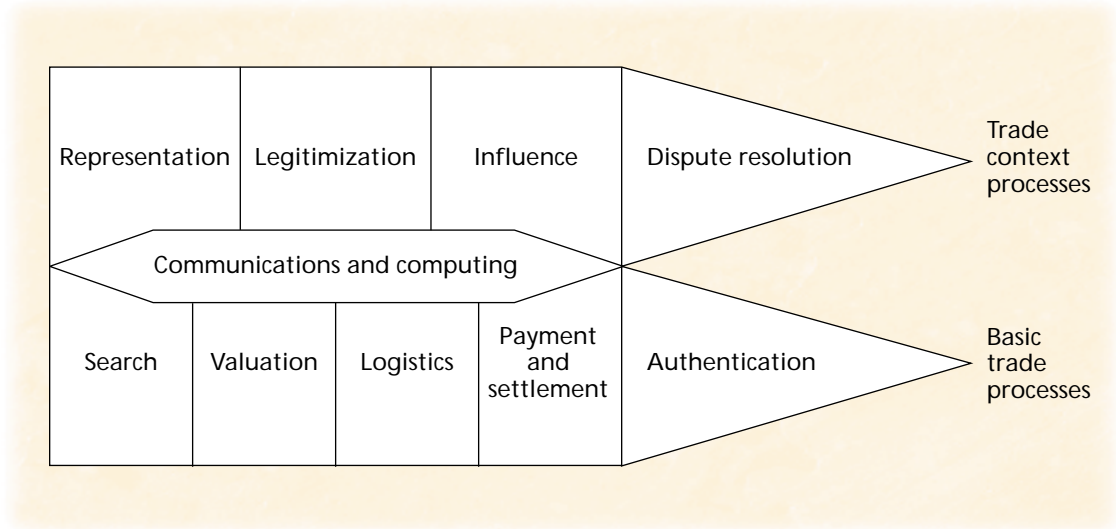 Representation
Legitimization
Influence
Dispute resolution
Trade
context
processes
Communications and computing
Search
Valuation
Logistics
Payment
and
settlement
Authentication
Basic
trade
processes